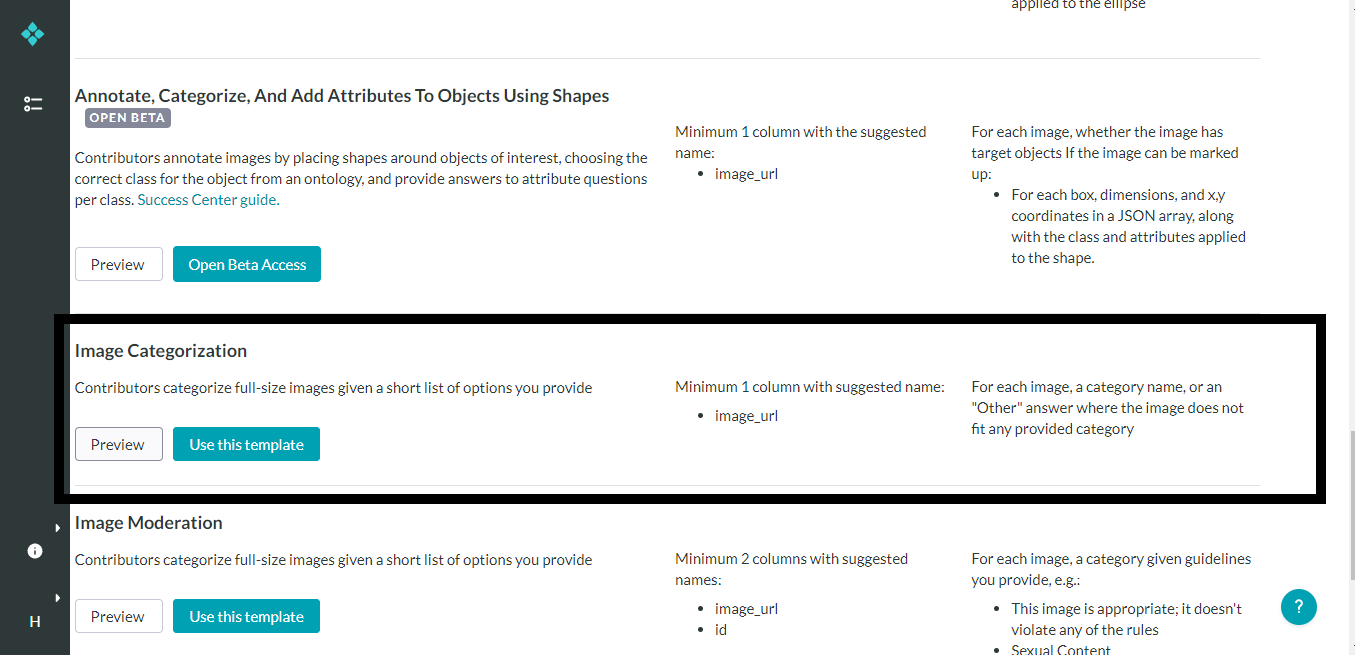 applied to the ellipse
Annotate, Categorize, And Add Attributes To Objects Using Shapes
OPEN BETA
Contributors annotate images by placing shapes around objects of interest, choosing the
correct class for the object from an ontology, and provide answers to attribute questions
per class. Success Center guide.
Preview
Open Beta Access
Minimum 1 column with the suggested
name:
• image_url
For each image, whether the image has
target objects If the image can be marked
up:
• For each box, dimensions, and x,y
coordinates in a JSON array, along
with the class and attributes applied
to the shape.
Image Categorization
Contributors categorize full-size images given a short list of options you provide
Preview
Use this template
Minimum 1 column with suggested name:
• image_url
For each image, a category name, or an
"Other" answer where the image does not
fit any provided category
Image Moderation
Contributors categorize full-size images given a short list of options you provide
Preview
Use this template
Minimum 2 columns with suggested
names:
• image_url
• id
For each image, a category given guidelines
you provide, e.g.:
• This image is appropriate; it doesn't
violate any of the rules
• Sexual Content
H
?